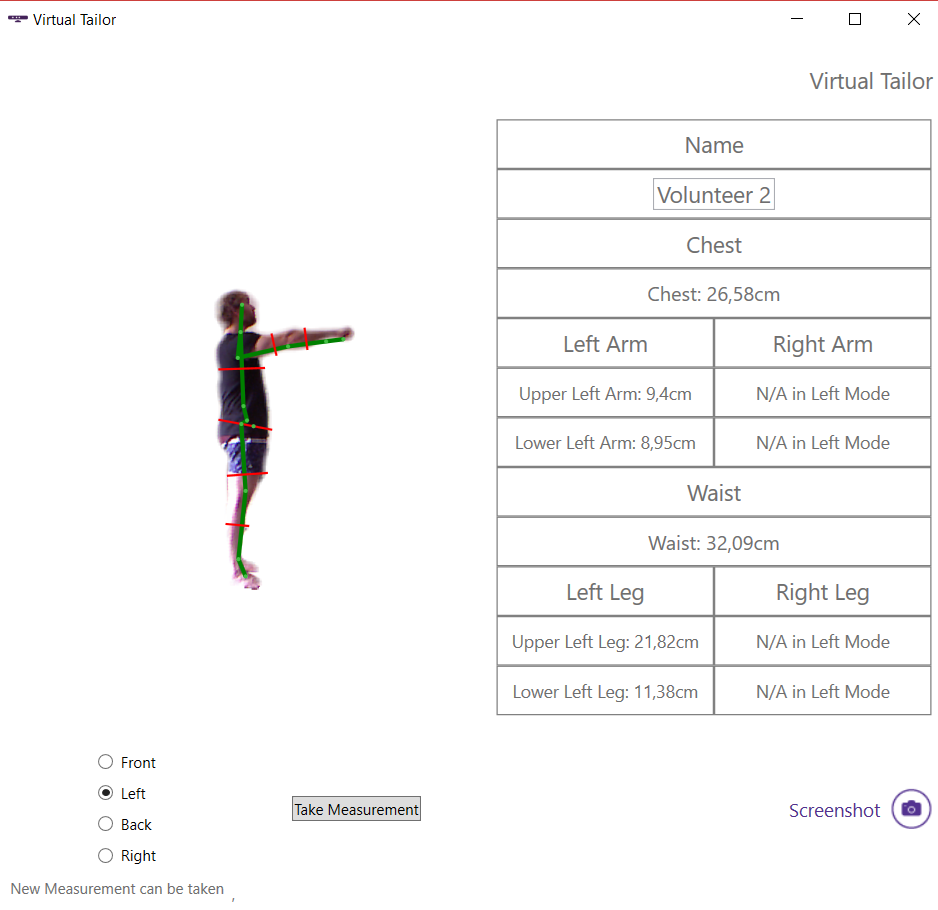 Virtual Tailor
Virtual Tailor
Name
Volunteer 2
Chest
Chest: 26,58cm
Left Arm Right Arm
Upper Left Arm: 9,4cm N/A in Left Mode
Lower Left Arm: 8,95cm N/A in Left Mode
Waist
Waist: 32,09cm
Left Leg Right Leg
Upper Left Leg: 21,82cm N/A in Left Mode
Lower Left Leg: 11,38cm N/A in Left Mode
Front
Left
Take Measurement
Screenshot
Back
Right
New Measurement can be taken ,